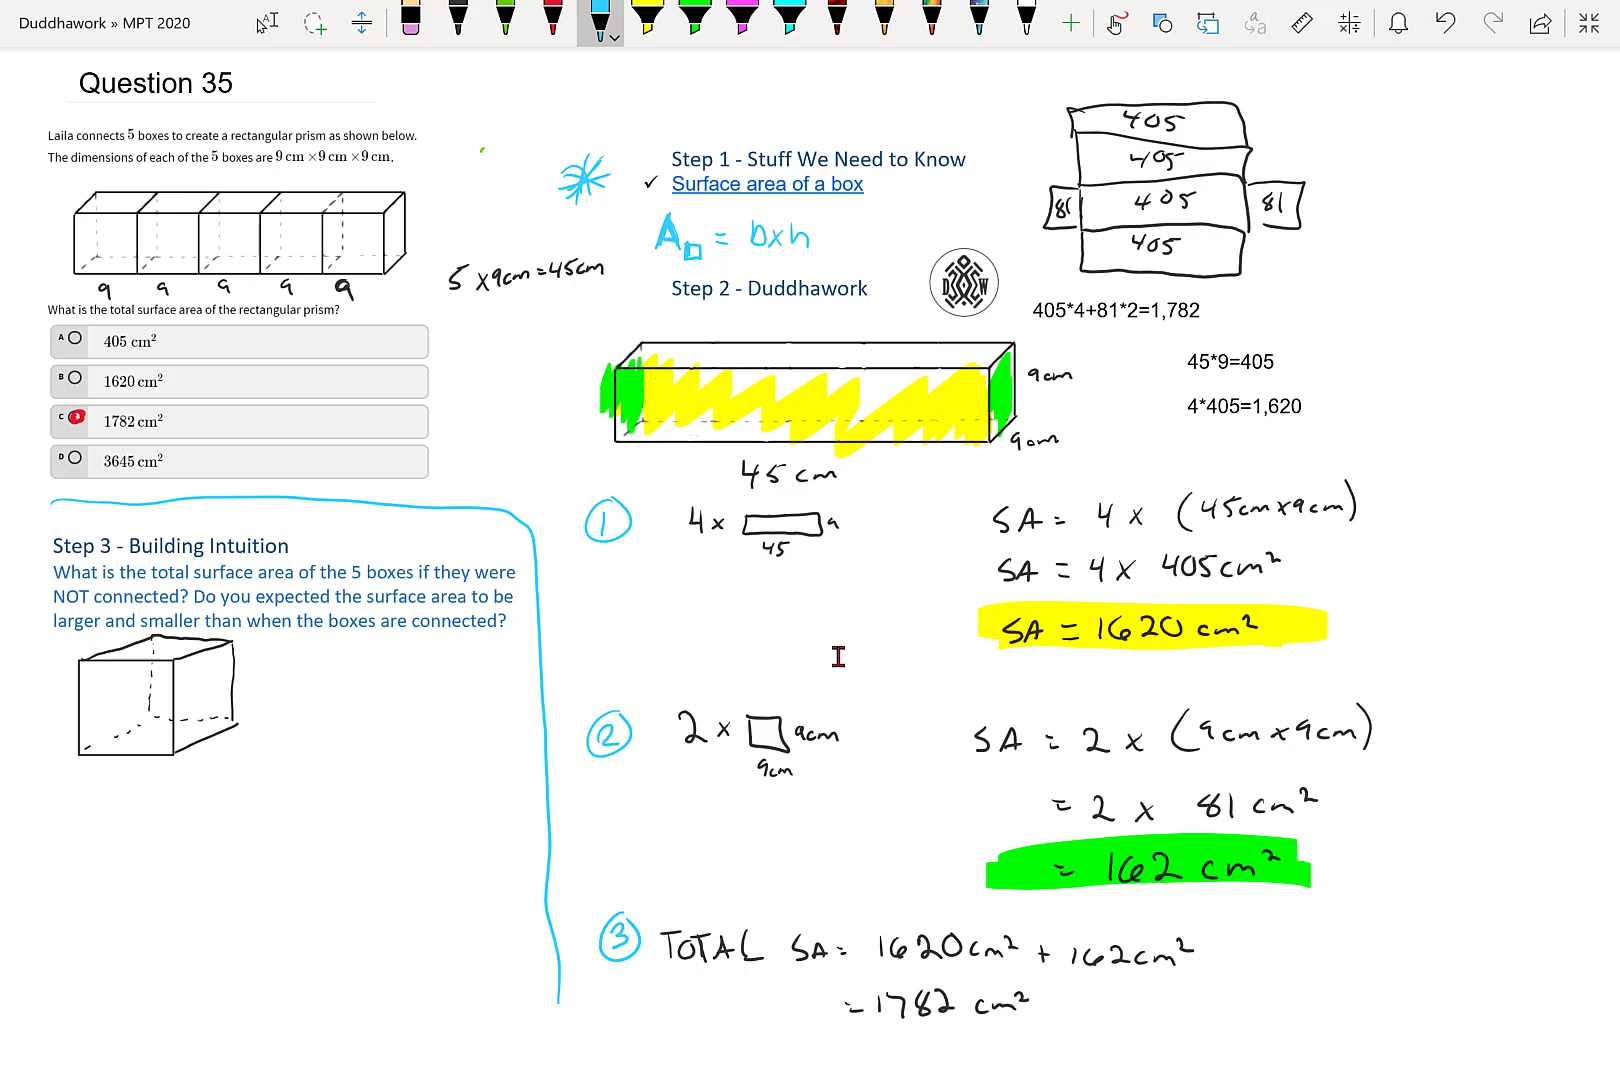 Duddhawork » MPT 2020
Question 35
Laila connects 5 boxes to create a rectangular prism as shown below.
The dimensions of each of the 5 boxes are 9 cm ×9 cm ×9 cm.
9 9 9 9 9
5 x9cm=45cm
What is the total surface area of the rectangular prism?
A 405 cm²
B 1620 cm²
C 1782 cm²
D 3645 cm²
Step 3 - Building Intuition
What is the total surface area of the 5 boxes if they were
NOT connected? Do you expected the surface area to be
larger and smaller than when the boxes are connected?
Step 1 - Stuff We Need to Know
✓ Surface area of a box
A□ = bxh
Step 2 - Duddhawork
D W
405
405
81 405 81
405
405*4+81*2=1,782
45*9=405
4*405=1,620
9cm
9cm
45 cm
① 4 x 9
45
SA = 4 x (45cmx9cm)
SA = 4 x 405cm²
SA = 1620 cm²
② 2 x □ 9cm
9cm
SA = 2 x (9cmx9cm)
= 2 x 81 cm²
= 162 cm²
③ TOTAL SA = 1620cm² + 162cm²
= 1782 cm²